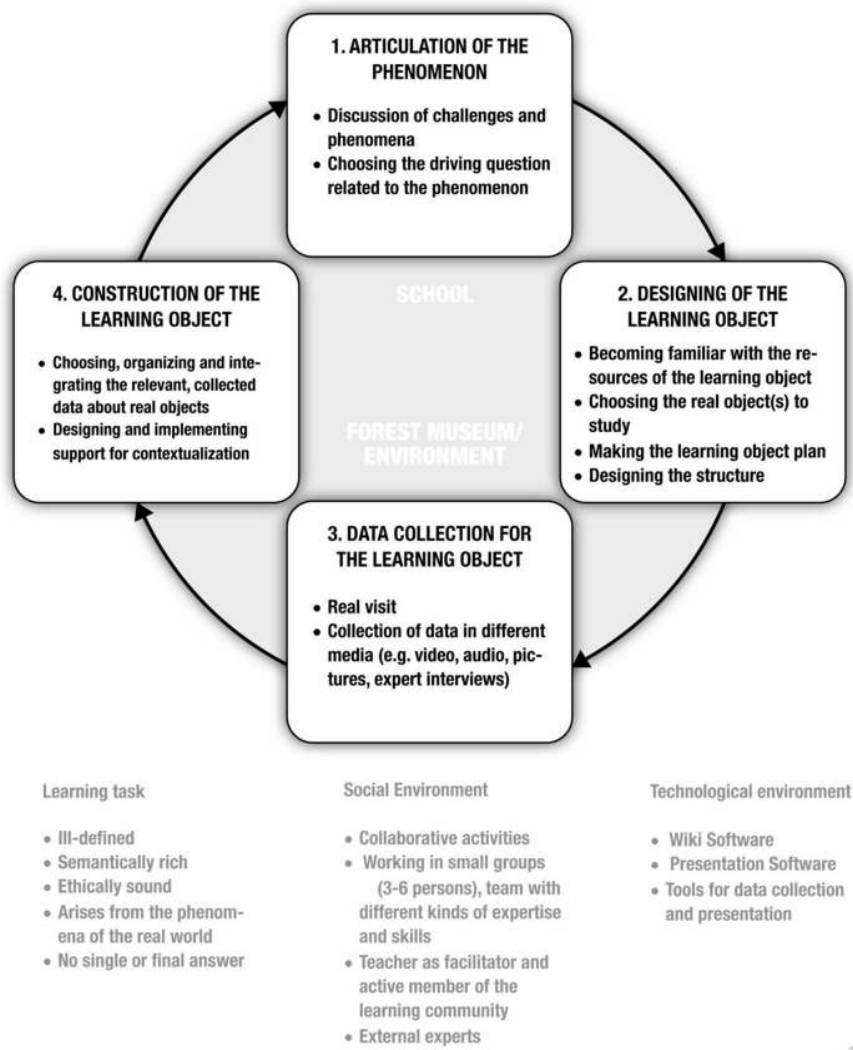 1. ARTICULATION OF THE
PHENOMENON
• Discussion of challenges and
phenomena
• Choosing the driving question
related to the phenomenon
4. CONSTRUCTION OF THE
LEARNING OBJECT
• Choosing, organizing and inte-
grating the relevant, collected
data about real objects
• Designing and implementing
support for contextualization
SCHOOL
FOREST MUSEUM/
ENVIRONMENT
2. DESIGNING OF THE
LEARNING OBJECT
• Becoming familiar with the re-
sources of the learning object
• Choosing the real object(s) to
study
• Making the learning object plan
• Designing the structure
3. DATA COLLECTION FOR
THE LEARNING OBJECT
• Real visit
• Collection of data in different
media (e.g. video, audio, pic-
tures, expert interviews)
Learning task
• Ill-defined
• Semantically rich
• Ethically sound
• Arises from the phenom-
ena of the real world
• No single or final answer
Social Environment
• Collaborative activities
• Working in small groups
(3-6 persons), team with
different kinds of expertise
and skills
• Teacher as facilitator and
active member of the
learning community
• External experts
Technological environment
• Wiki Software
• Presentation Software
• Tools for data collection
and presentation